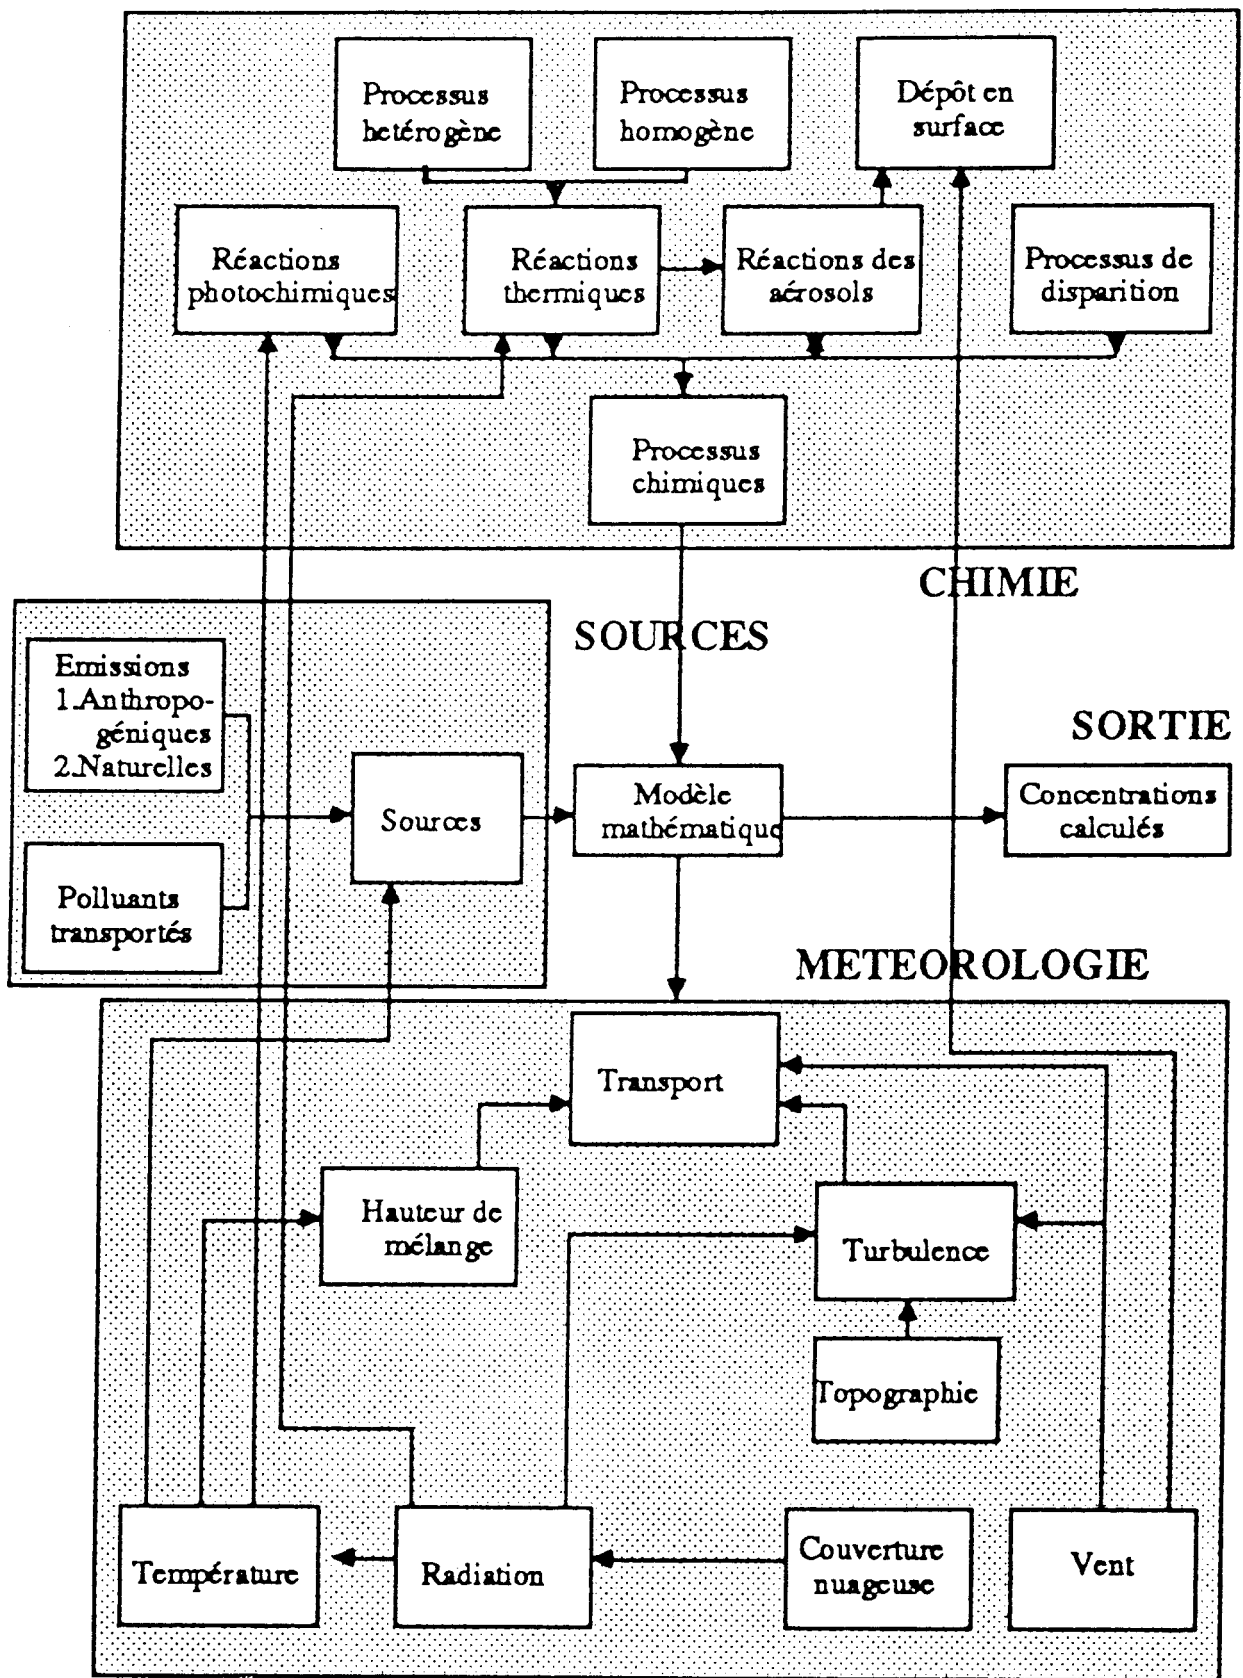 Processus
hetérogène
Processus
homogène
Dépôt en
surface
Réactions
photochimiques
Réactions
thermiques
Réactions des
aérosols
Processus de
disparition
Processus
chimiques
CHIMIE
SOURCES
Emissions
1.Anthropo-
géniques
2.Naturelles
SORTIE
Sources
Modèle
mathématique
Concentrations
calculés
Polluants
transportés
METEOROLOGIE
Transport
Hauteur de
mélange
Turbulence
Topographie
Température
Radiation
Couverture
nuageuse
Vent